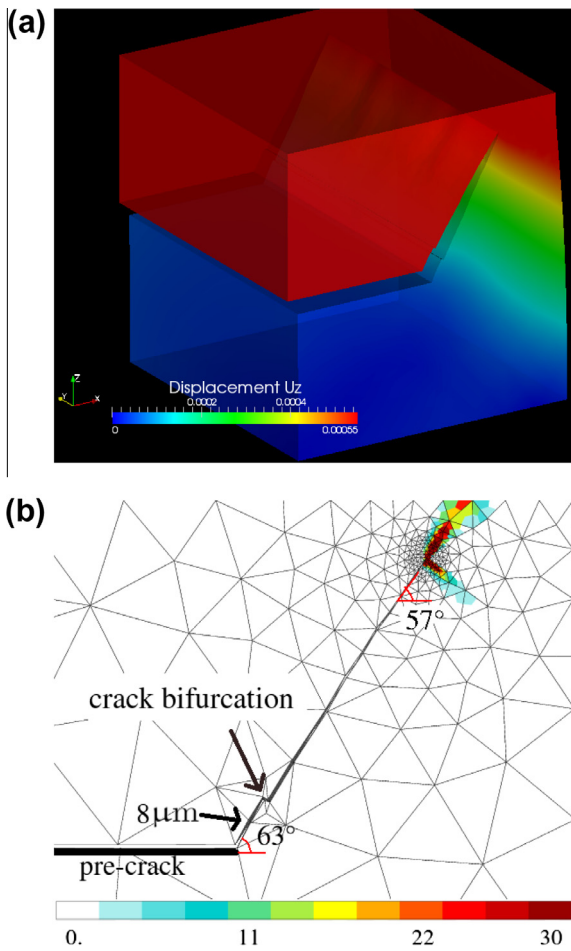 (a)
Z
Y
X
Displacement Uz
0.0002
0.0004
0
0.00055
(b)
57°
crack bifurcation
8μm
63°
pre-crack
0.
11
22
30